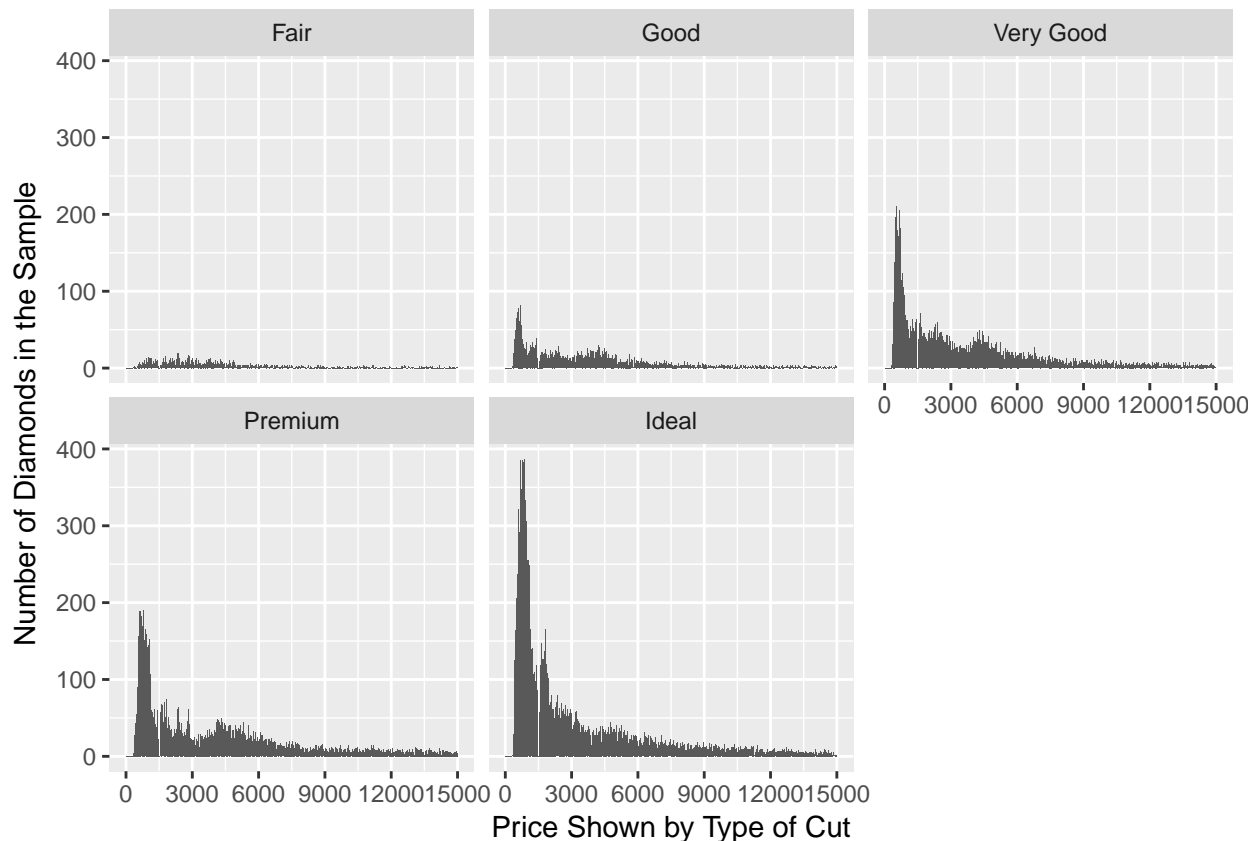 Fair
Good
Very Good
400
300
200
100
0
0 3000 6000 9000 1200015000
Premium
Ideal
400
300
200
100
0
0 3000 6000 9000 1200015000
0 3000 6000 9000 1200015000
Number of Diamonds in the Sample
Price Shown by Type of Cut